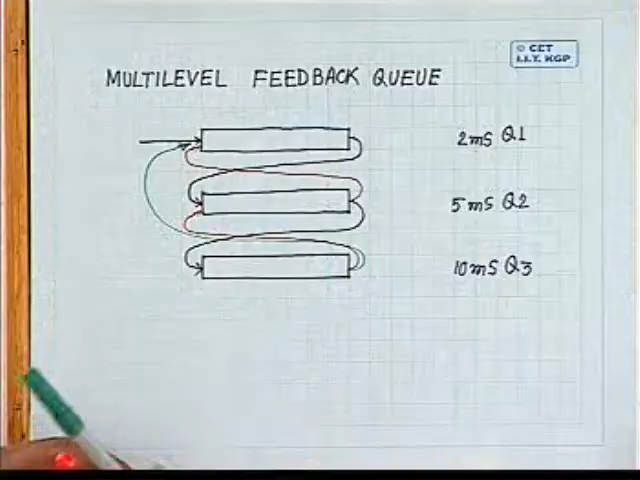 © CET
I.I.T. KGP
MULTILEVEL FEEDBACK QUEUE
2ms Q1
5ms Q2
10ms Q3